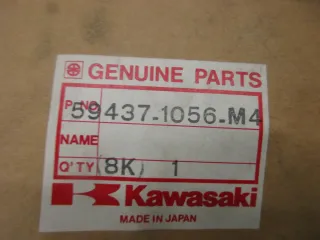 GENUINE PARTS
P. NO. 59437-1056-M4
NAME
Q'TY (8K) 1
Kawasaki
MADE IN JAPAN